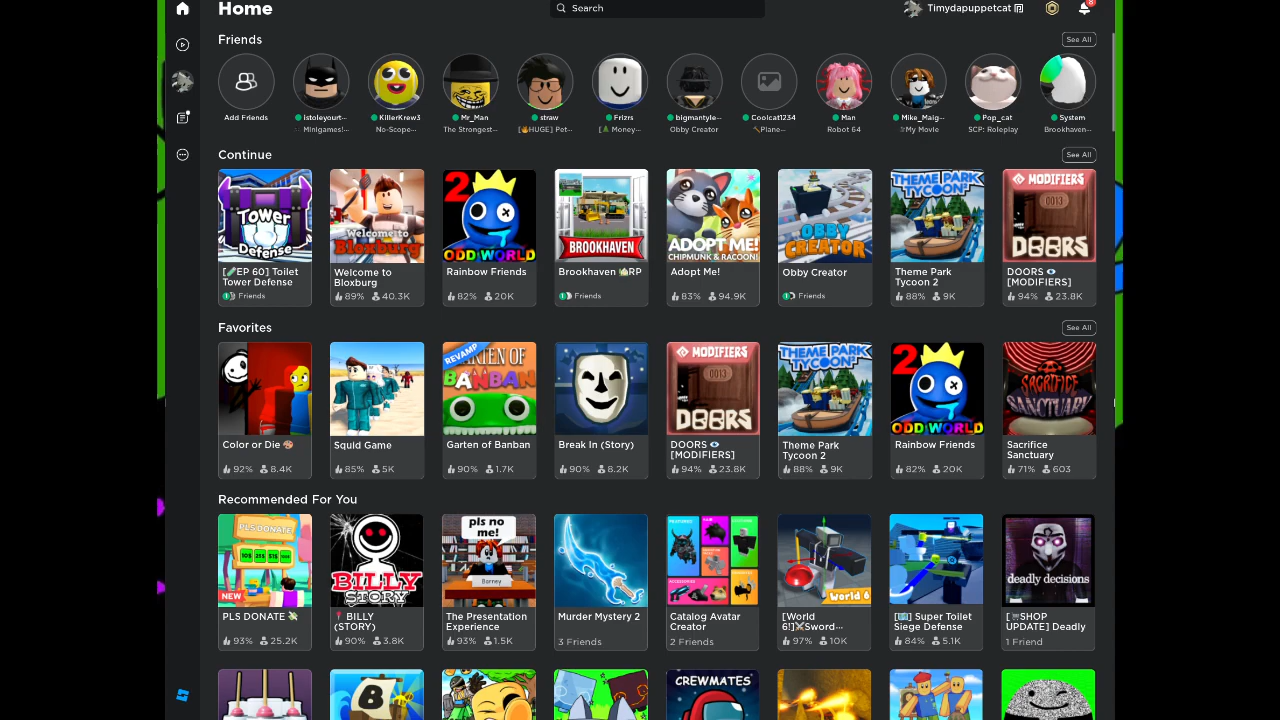 Home
Search
Timydapuppetcat
Friends
See All
Add Friends
KillerKrew3
No-Scope...
Mr_Man
The Strongest...
straw
[🔥HUGE] Pet...
Frizrs
[🌲Money...
bigmantyle...
Obby Creator
Coolcat1234
Plane...
Man
Robot 64
Mike_Maig...
My Movie
Pop_cat
SCP: Roleplay
System
Brookhaven...
Minigames!...
Continue
See All
Tower
Defense
Welcome to
Bloxburg
2
ODD WORLD
BROOKHAVEN
ADOPT ME!
CHIPMUNK & RACOON!
OBBY
CREATOR
THEME PARK
TYCOON 2
MODIFIERS
0013
DOORS
[EP 60] Toilet
Tower Defense
1 Friends
Welcome to
Bloxburg
89% 40.3K
Rainbow Friends
82% 20K
Brookhaven 🏡RP
1 Friends
Adopt Me!
83% 94.9K
Obby Creator
1 Friends
Theme Park
Tycoon 2
88% 9K
DOORS 👁
[MODIFIERS]
94% 23.8K
Favorites
See All
REVAMP
GARTEN OF
BANBAN
MODIFIERS
0013
DOORS
THEME PARK
TYCOON 2
2
ODD WORLD
SACRIFICE
SANCTUARY
Color or Die 🎨
92% 8.4K
Squid Game
85% 5K
Garten of Banban
90% 1.7K
Break In (Story)
90% 8.2K
DOORS 👁
[MODIFIERS]
94% 23.8K
Theme Park
Tycoon 2
88% 9K
Rainbow Friends
82% 20K
Sacrifice
Sanctuary
71% 603
Recommended For You
PLS DONATE
NEW
BILLY
STORY
pls no
me!
Barney
World 6
deadly decisions
PLS DONATE 💸
93% 25.2K
BILLY
(STORY)
90% 3.8K
The Presentation
Experience
93% 1.5K
Murder Mystery 2
3 Friends
Catalog Avatar
Creator
2 Friends
[World
6!]⚔Sword...
97% 10K
Super Toilet
Siege Defense
84% 5.1K
[🛒SHOP
UPDATE] Deadly
1 Friend
B
CREWMATES